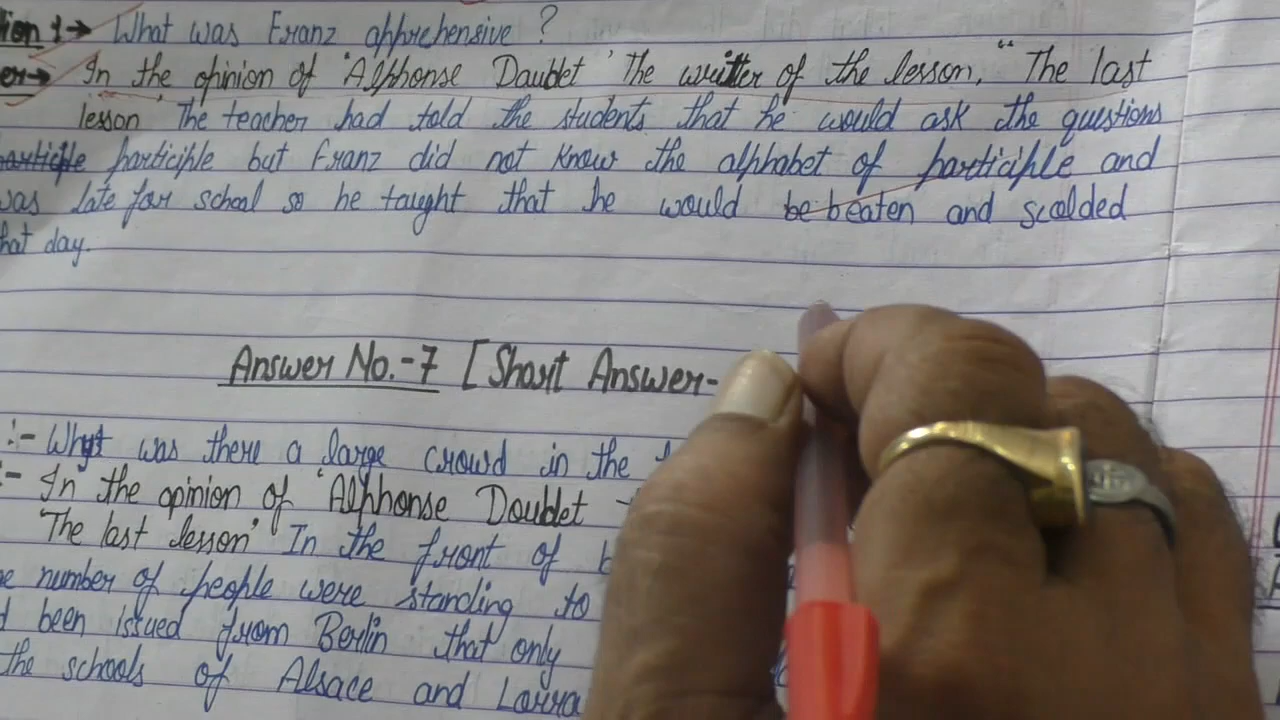 ion 1→ What was Franz apprehensive ?
er→ In the opinion of 'Alphonse Daudet' The writer of the lesson, "The last
lesson The teacher had told the students that he would ask the questions
participle but Franz did not know the alphabet of participle and
was late for school so he taught that he would be beaten and scolded
hat day.
Answer No.-7 [Short Answer-
:- Why was there a large crowd in the
:- In the opinion of 'Alphonse Doudet
'The last lesson' In the front of b
e number of people were standing to
d been issued from Berlin that only
the schools of Alsace and Lorra